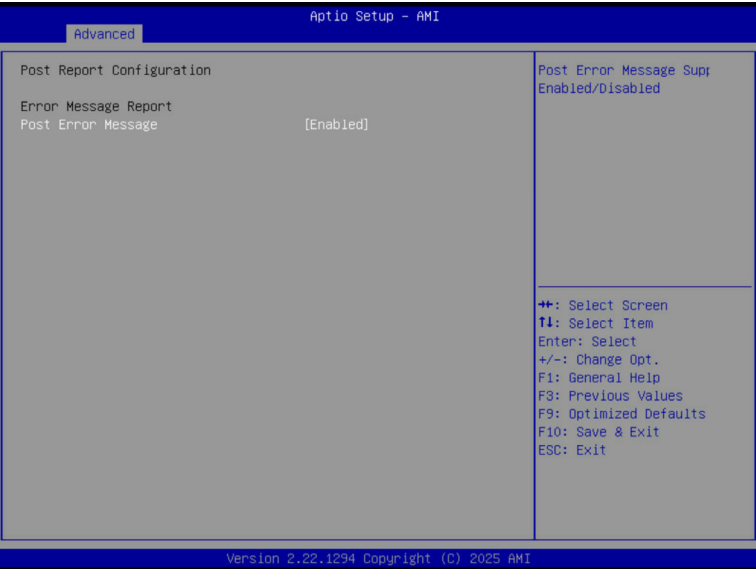 Aptio Setup – AMI
Advanced
Post Report Configuration
Error Message Report
Post Error Message [Enabled]
Post Error Message Supp
Enabled/Disabled
→←: Select Screen
↑↓: Select Item
Enter: Select
+/-: Change Opt.
F1: General Help
F3: Previous Values
F9: Optimized Defaults
F10: Save & Exit
ESC: Exit
Version 2.22.1294 Copyright (C) 2025 AMI